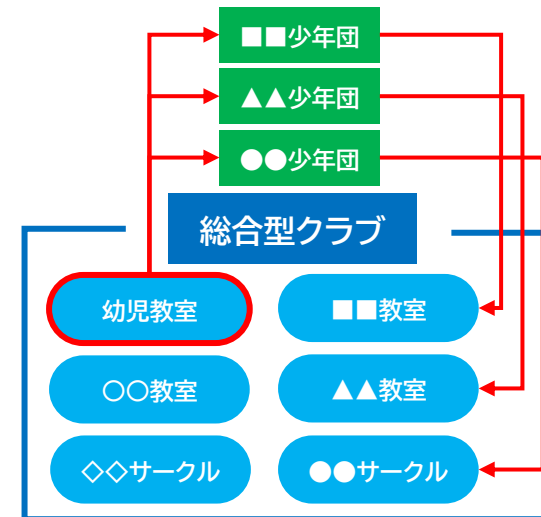 ■■少年団
▲▲少年団
●●少年団
総合型クラブ
幼児教室
■■教室
〇〇教室
▲▲教室
◇◇サークル
●●サークル